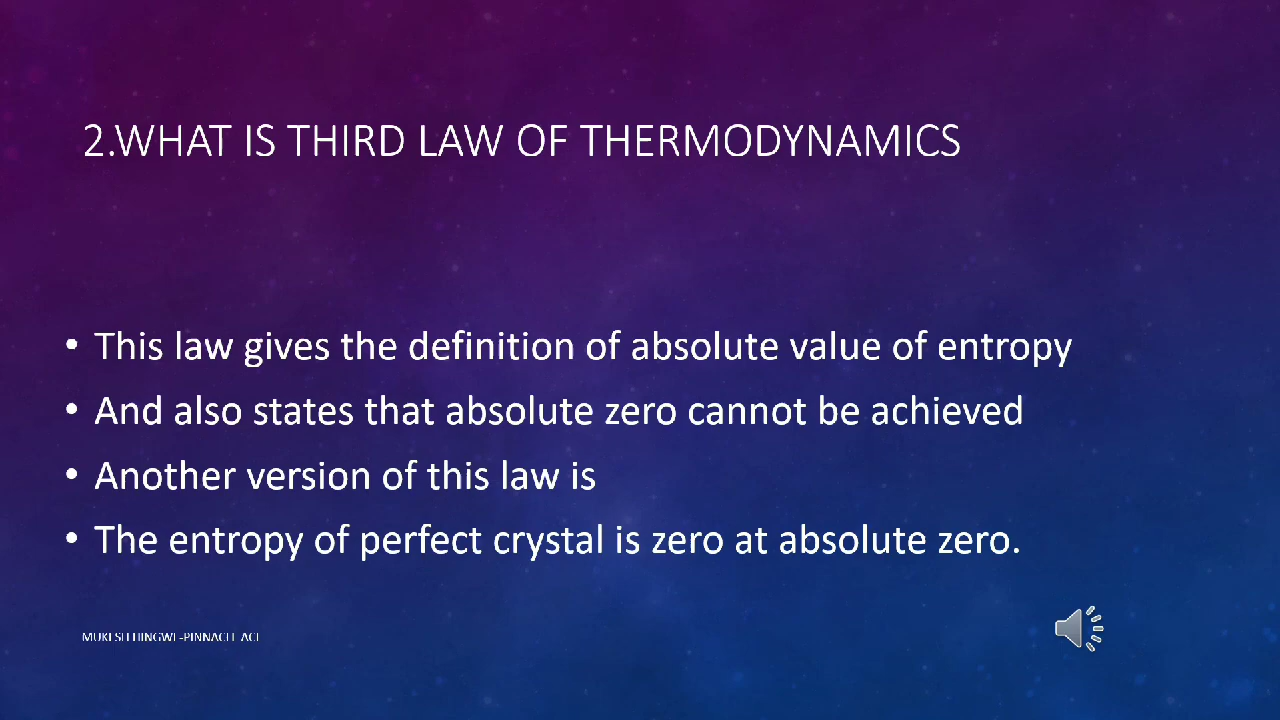 2.WHAT IS THIRD LAW OF THERMODYNAMICS
• This law gives the definition of absolute value of entropy
• And also states that absolute zero cannot be achieved
• Another version of this law is
• The entropy of perfect crystal is zero at absolute zero.